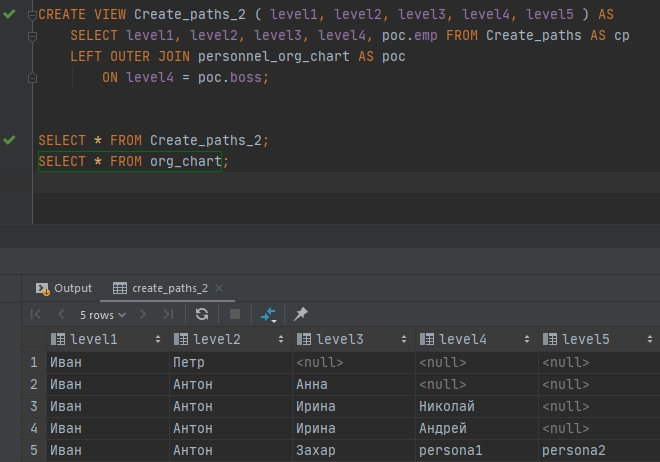 CREATE VIEW Create_paths_2 ( level1, level2, level3, level4, level5 ) AS
SELECT level1, level2, level3, level4, poc.emp FROM Create_paths AS cp
LEFT OUTER JOIN personnel_org_chart AS poc
ON level4 = poc.boss;
SELECT * FROM Create_paths_2;
SELECT * FROM org_chart;
Output create_paths_2
5 rows
level1 level2 level3 level4 level5
1 Иван Петр <null> <null> <null>
2 Иван Антон Анна <null> <null>
3 Иван Антон Ирина Николай <null>
4 Иван Антон Ирина Андрей <null>
5 Иван Антон Захар persona1 persona2